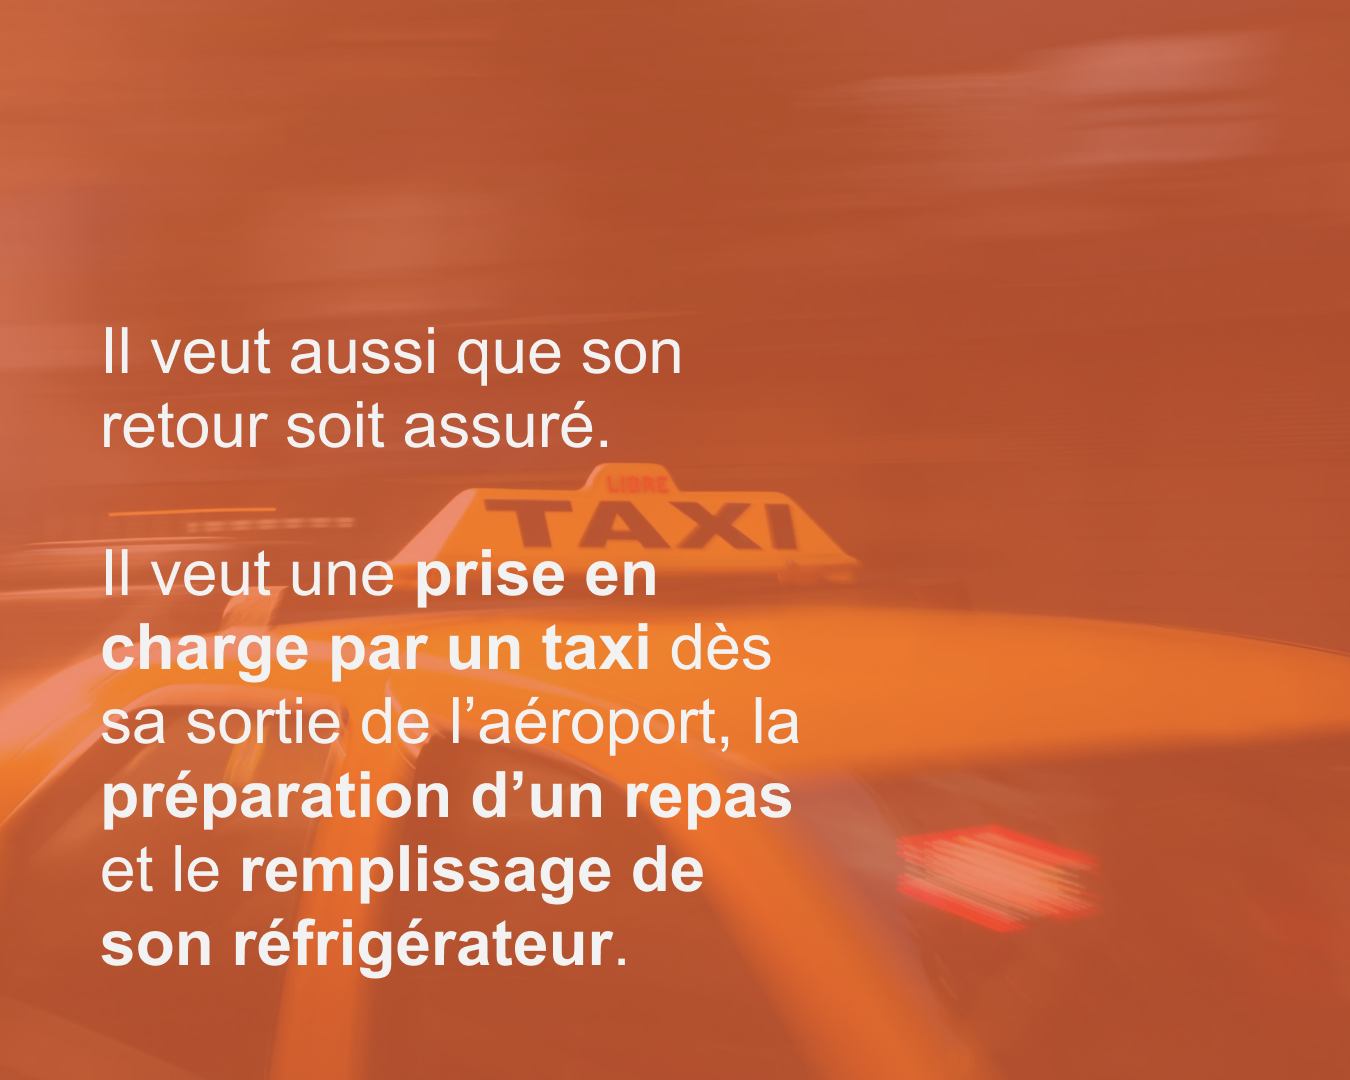 Il veut aussi que son
retour soit assuré.
LIBRE
TAXI
Il veut une prise en
charge par un taxi dès
sa sortie de l’aéroport, la
préparation d’un repas
et le remplissage de
son réfrigérateur.